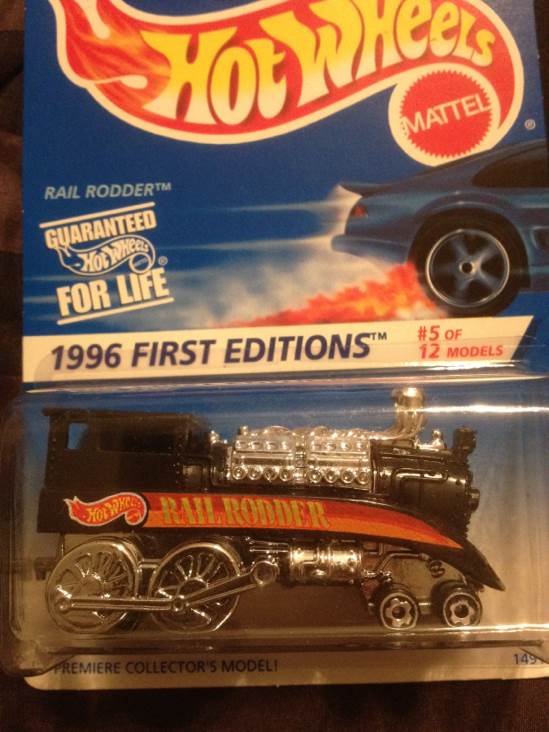 Hot Wheels
MATTEL
®
RAIL RODDER™
GUARANTEED
Hot Wheels®
FOR LIFE
1996 FIRST EDITIONS™
#5 OF
12 MODELS
Hot Wheels RAIL RODDER
PREMIERE COLLECTOR'S MODEL!
149